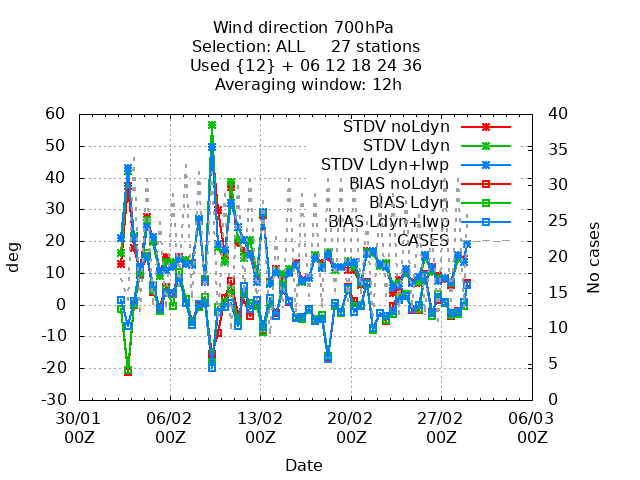 Wind direction 700hPa
Selection: ALL     27 stations
Used {12} + 06 12 18 24 36
Averaging window: 12h
60
50
40
30
20
10
0
-10
-20
-30
deg
40
35
30
25
20
15
10
5
0
No cases
STDV noLdyn
STDV Ldyn
STDV Ldyn+lwp
BIAS noLdyn
BIAS Ldyn
BIAS Ldyn+lwp
CASES
30/01 06/02 13/02 20/02 27/02 06/03
00Z 00Z 00Z 00Z 00Z 00Z
Date